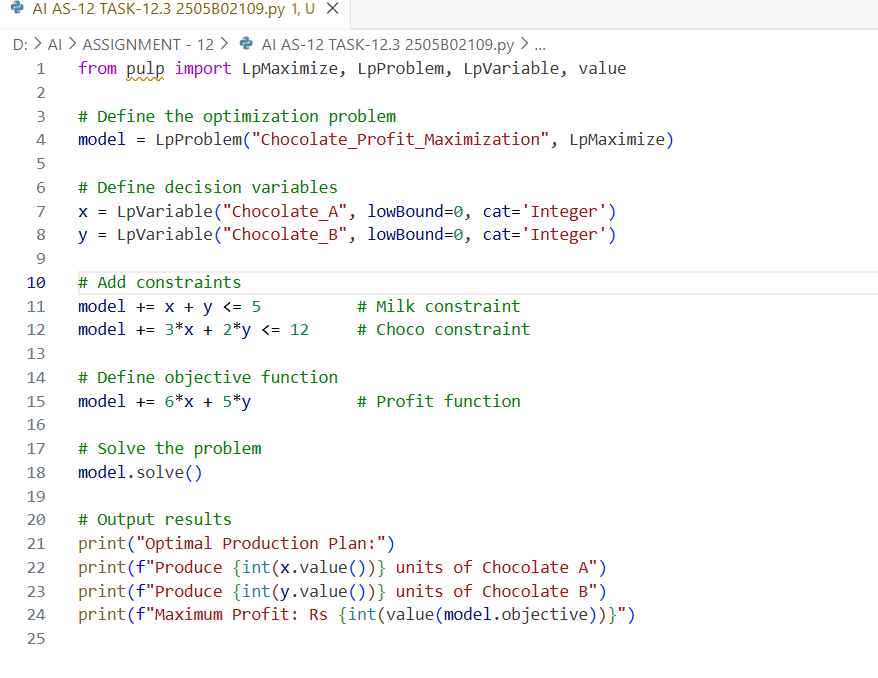 AI AS-12 TASK-12.3 2505B02109.py 1, U
D: > AI > ASSIGNMENT - 12 > AI AS-12 TASK-12.3 2505B02109.py > ...
1 from pulp import LpMaximize, LpProblem, LpVariable, value
2
3 # Define the optimization problem
4 model = LpProblem("Chocolate_Profit_Maximization", LpMaximize)
5
6 # Define decision variables
7 x = LpVariable("Chocolate_A", lowBound=0, cat='Integer')
8 y = LpVariable("Chocolate_B", lowBound=0, cat='Integer')
9
10 # Add constraints
11 model += x + y <= 5          # Milk constraint
12 model += 3*x + 2*y <= 12     # Choco constraint
13
14 # Define objective function
15 model += 6*x + 5*y           # Profit function
16
17 # Solve the problem
18 model.solve()
19
20 # Output results
21 print("Optimal Production Plan:")
22 print(f"Produce {int(x.value())} units of Chocolate A")
23 print(f"Produce {int(y.value())} units of Chocolate B")
24 print(f"Maximum Profit: Rs {int(value(model.objective))}")
25